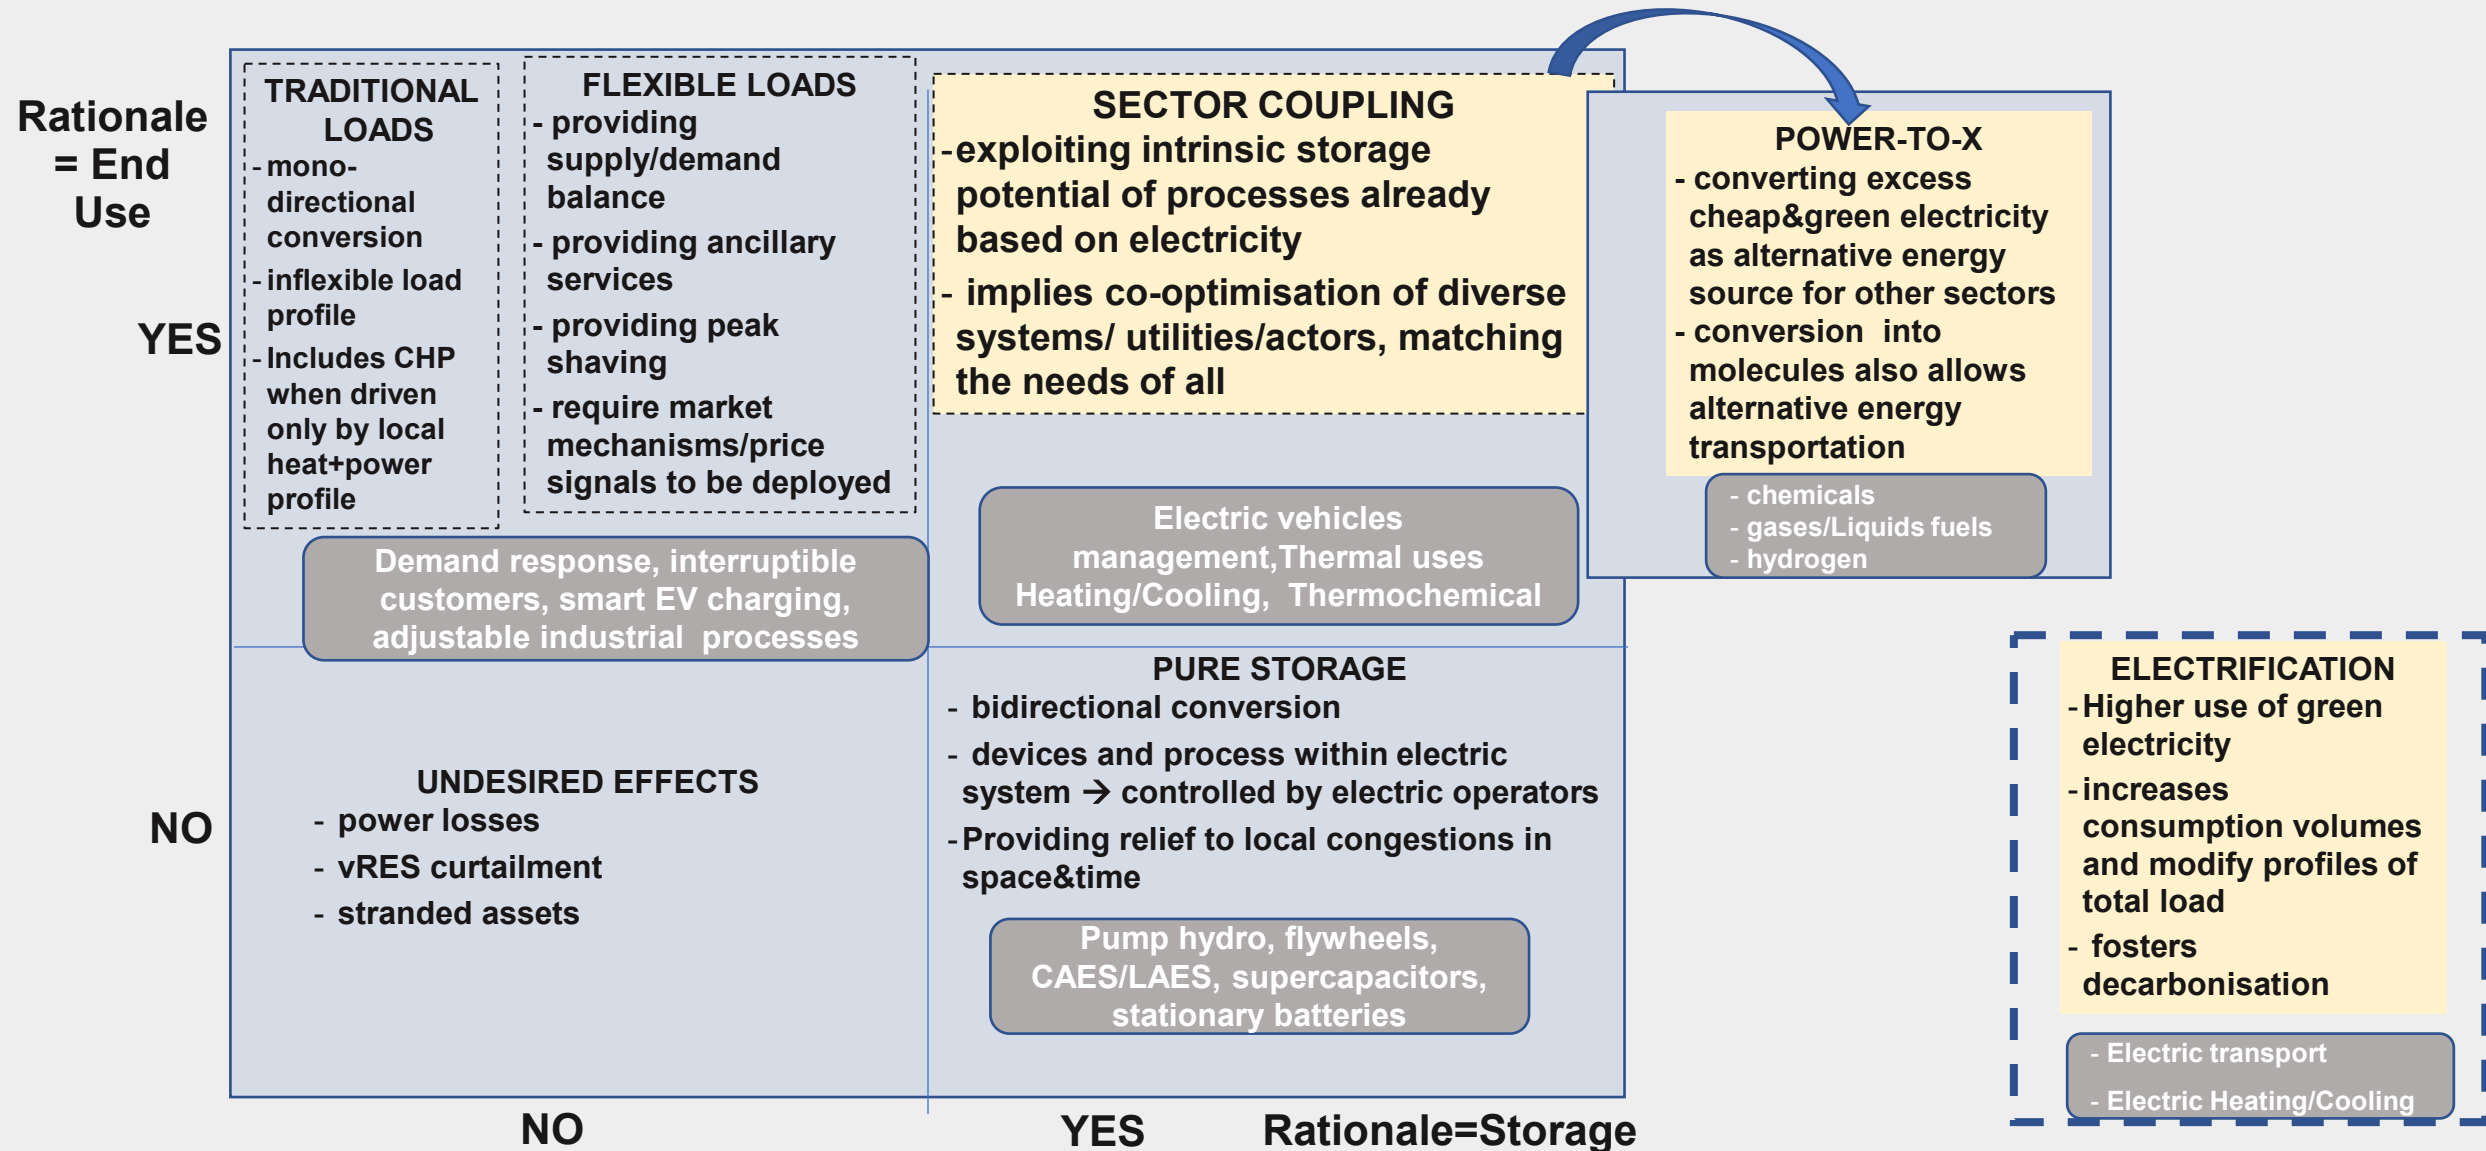 Rationale
= End
Use
YES
NO
TRADITIONAL
LOADS
- mono-
directional
conversion
- inflexible load
profile
- Includes CHP
when driven
only by local
heat+power
profile
FLEXIBLE LOADS
- providing
supply/demand
balance
- providing ancillary
services
- providing peak
shaving
- require market
mechanisms/price
signals to be deployed
Demand response, interruptible
customers, smart EV charging,
adjustable industrial processes
SECTOR COUPLING
- exploiting intrinsic storage
potential of processes already
based on electricity
- implies co-optimisation of diverse
systems/ utilities/actors, matching
the needs of all
Electric vehicles
management,Thermal uses
Heating/Cooling, Thermochemical
POWER-TO-X
- converting excess
cheap&green electricity
as alternative energy
source for other sectors
- conversion into
molecules also allows
alternative energy
transportation
- chemicals
- gases/Liquids fuels
- hydrogen
UNDESIRED EFFECTS
- power losses
- vRES curtailment
- stranded assets
PURE STORAGE
- bidirectional conversion
- devices and process within electric
system → controlled by electric operators
- Providing relief to local congestions in
space&time
Pump hydro, flywheels,
CAES/LAES, supercapacitors,
stationary batteries
ELECTRIFICATION
- Higher use of green
electricity
- increases
consumption volumes
and modify profiles of
total load
- fosters
decarbonisation
- Electric transport
- Electric Heating/Cooling
NO
YES
Rationale=Storage